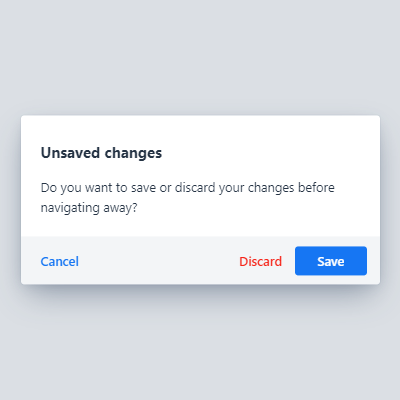 Unsaved changes
Do you want to save or discard your changes before
navigating away?
Cancel Discard Save